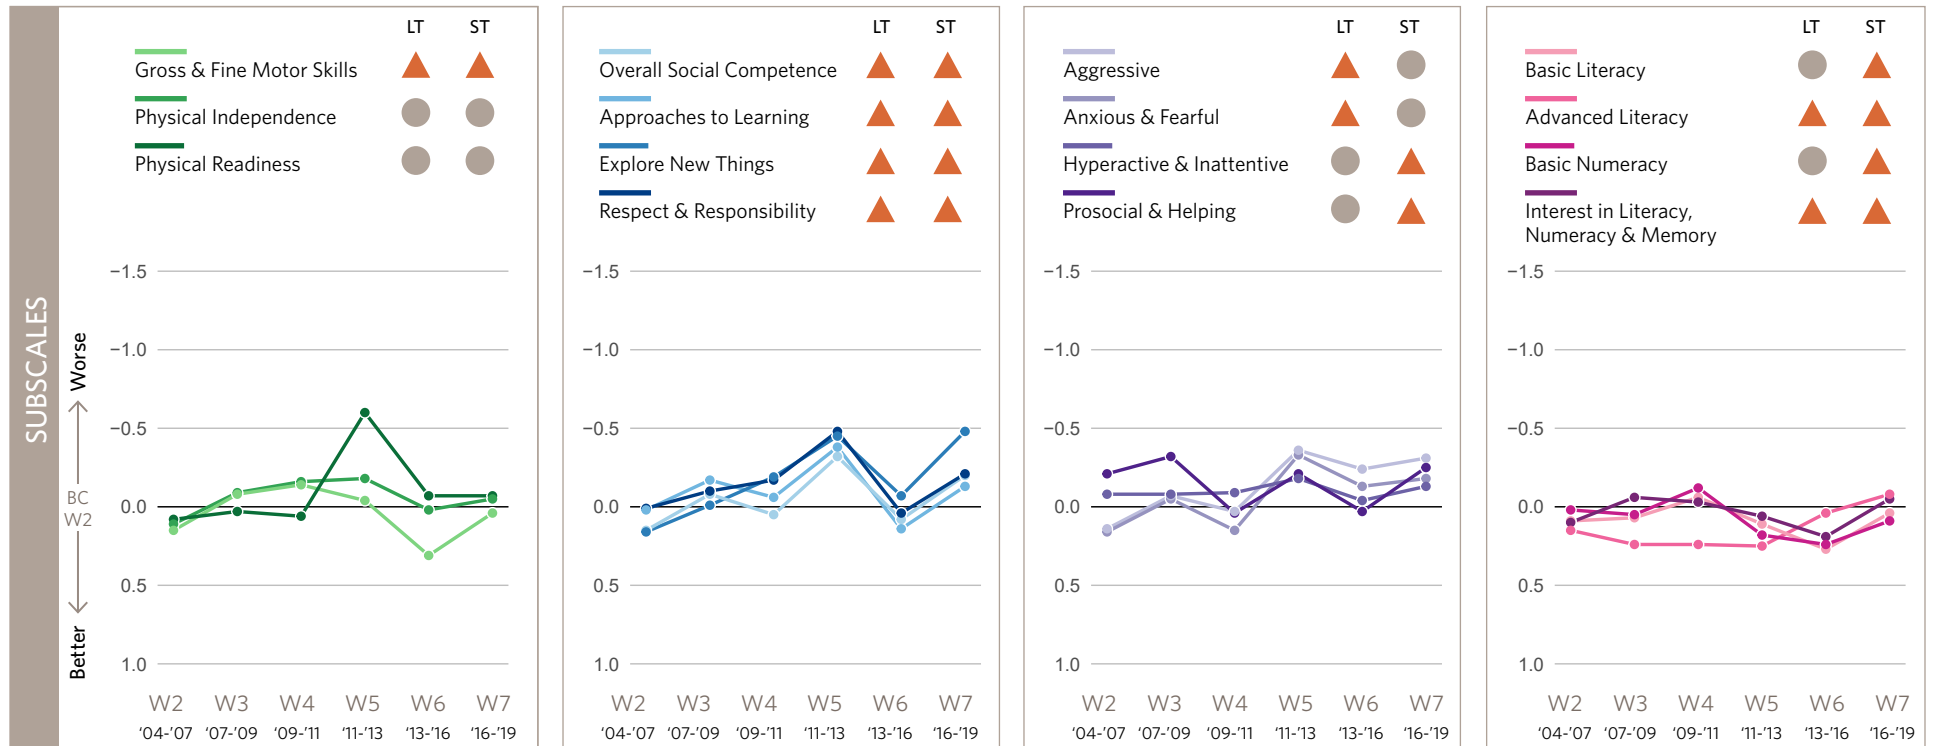 SUBSCALES
Worse
BC
W2
Better
LT ST
Gross & Fine Motor Skills
Physical Independence
Physical Readiness
−1.5
−1.0
−0.5
0.0
0.5
1.0
W2 W3 W4 W5 W6 W7
‘04-’07 ‘07-’09 ‘09-’11 ‘11-’13 ‘13-’16 ‘16-’19
LT ST
Overall Social Competence
Approaches to Learning
Explore New Things
Respect & Responsibility
−1.5
−1.0
−0.5
0.0
0.5
1.0
W2 W3 W4 W5 W6 W7
‘04-’07 ‘07-’09 ‘09-’11 ‘11-’13 ‘13-’16 ‘16-’19
LT ST
Aggressive
Anxious & Fearful
Hyperactive & Inattentive
Prosocial & Helping
−1.5
−1.0
−0.5
0.0
0.5
1.0
W2 W3 W4 W5 W6 W7
‘04-’07 ‘07-’09 ‘09-’11 ‘11-’13 ‘13-’16 ‘16-’19
LT ST
Basic Literacy
Advanced Literacy
Basic Numeracy
Interest in Literacy,
Numeracy & Memory
−1.5
−1.0
−0.5
0.0
0.5
1.0
W2 W3 W4 W5 W6 W7
‘04-’07 ‘07-’09 ‘09-’11 ‘11-’13 ‘13-’16 ‘16-’19